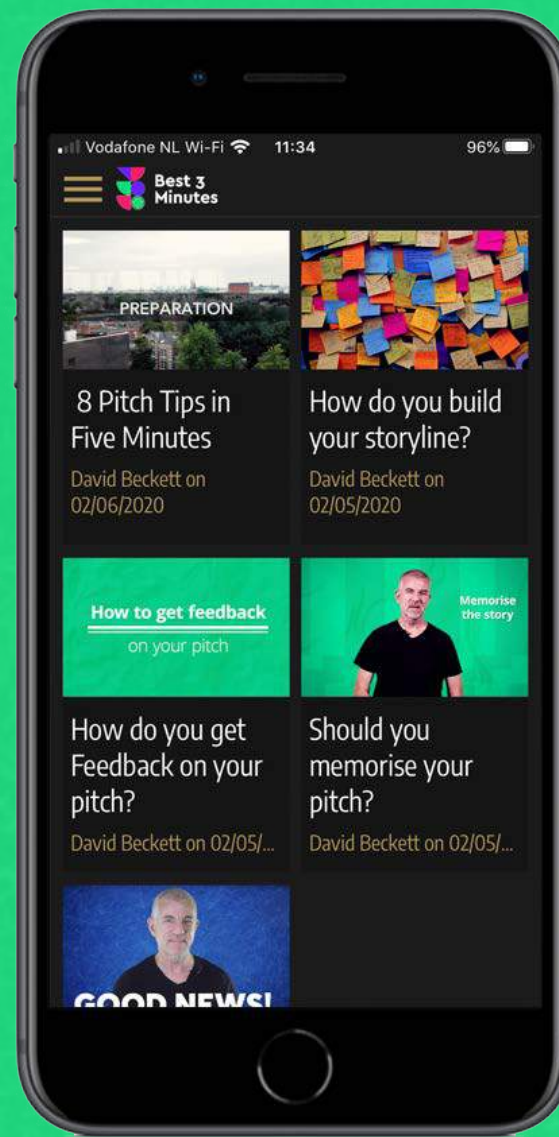 Vodafone NL Wi-Fi 11:34 96%
Best 3
Minutes
PREPARATION
8 Pitch Tips in
Five Minutes
David Beckett on
02/06/2020
How do you build
your storyline?
David Beckett on
02/05/2020
How to get feedback
on your pitch
How do you get
Feedback on your
pitch?
David Beckett on 02/05/...
Memorise
the story
Should you
memorise your
pitch?
David Beckett on 02/05/...
GOOD NEWS!